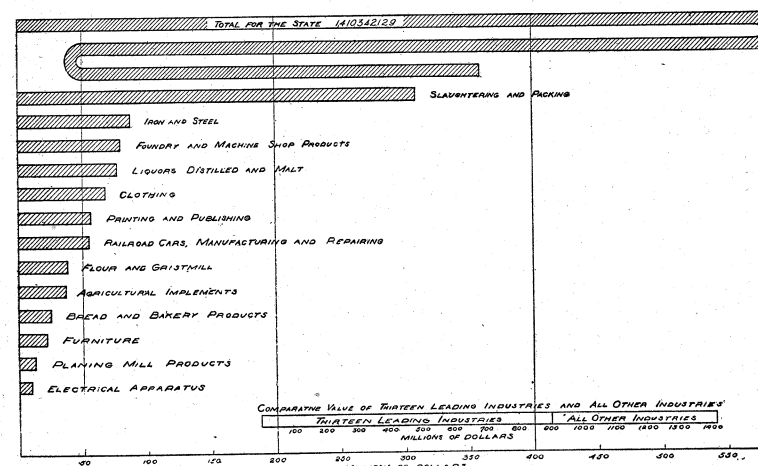 TOTAL FOR THE STATE 1410342129
SLAUGHTERING AND PACKING
IRON AND STEEL
FOUNDRY AND MACHINE SHOP PRODUCTS
LIQUORS DISTILLED AND MALT
CLOTHING
PRINTING AND PUBLISHING
RAILROAD CARS, MANUFACTURING AND REPAIRING
FLOUR AND GRISTMILL
AGRICULTURAL IMPLEMENTS
BREAD AND BAKERY PRODUCTS
FURNITURE
PLANING MILL PRODUCTS
ELECTRICAL APPARATUS
COMPARATIVE VALUE OF THIRTEEN LEADING INDUSTRIES AND ALL OTHER INDUSTRIES
THIRTEEN LEADING INDUSTRIES ALL OTHER INDUSTRIES
100 200 300 400 500 600 700 800 900 1000 1100 1200 1300 1400
MILLIONS OF DOLLARS
50 100 150 200 250 300 350 400 450 500 550